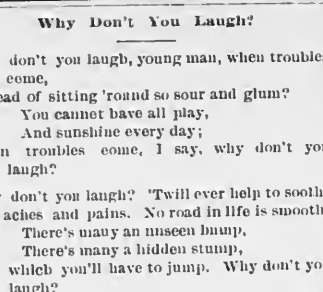 Why Don't You Laugh?
don't you laugh, young man, when trouble
come,
ead of sitting 'round so sour and glum?
You cannot have all play,
And sunshine every day;
n troubles come, I say, why don't yo
laugh?
don't you laugh? 'Twill ever help to sooth
aches and pains. No road in life is smooth
There's many an unseen bump,
There's many a hidden stump,
which you'll have to jump. Why don't yo
laugh?